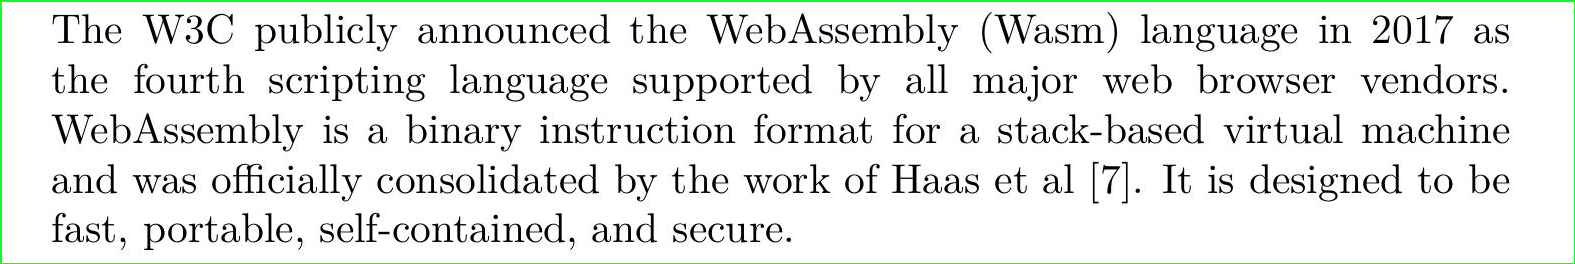 The W3C publicly announced the WebAssembly (Wasm) language in 2017 as
the fourth scripting language supported by all major web browser vendors.
WebAssembly is a binary instruction format for a stack-based virtual machine
and was officially consolidated by the work of Haas et al [7]. It is designed to be
fast, portable, self-contained, and secure.